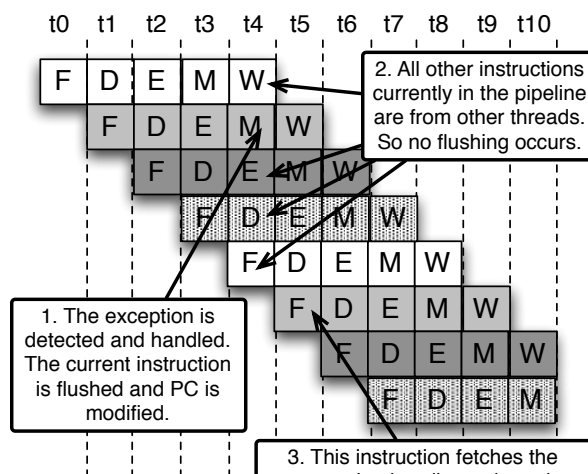 t0 t1 t2 t3 t4 t5 t6 t7 t8 t9 t10
F D E M W
2. All other instructions
currently in the pipeline
are from other threads.
So no flushing occurs.
F D E M W
F D E M W
F D E M W
F D E M W
1. The exception is
detected and handled.
The current instruction
is flushed and PC is
modified.
F D E M W
F D E M W
F D E M
3. This instruction fetches the